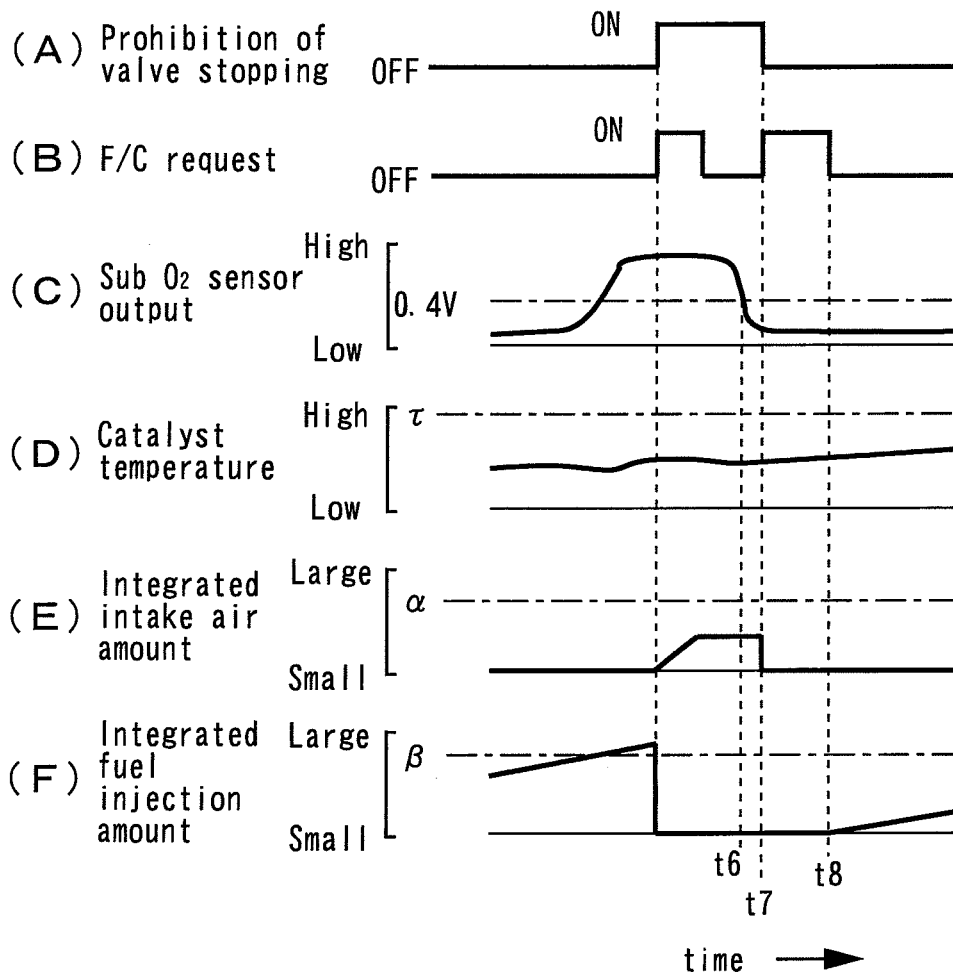 (A) Prohibition of
valve stopping
ON
OFF
(B) F/C request
ON
OFF
(C) Sub O2 sensor
output
High
0.4V
Low
(D) Catalyst
temperature
High
τ
Low
(E) Integrated
intake air
amount
Large
α
Small
(F) Integrated
fuel
injection
amount
Large
β
Small
t6
t7
t8
time